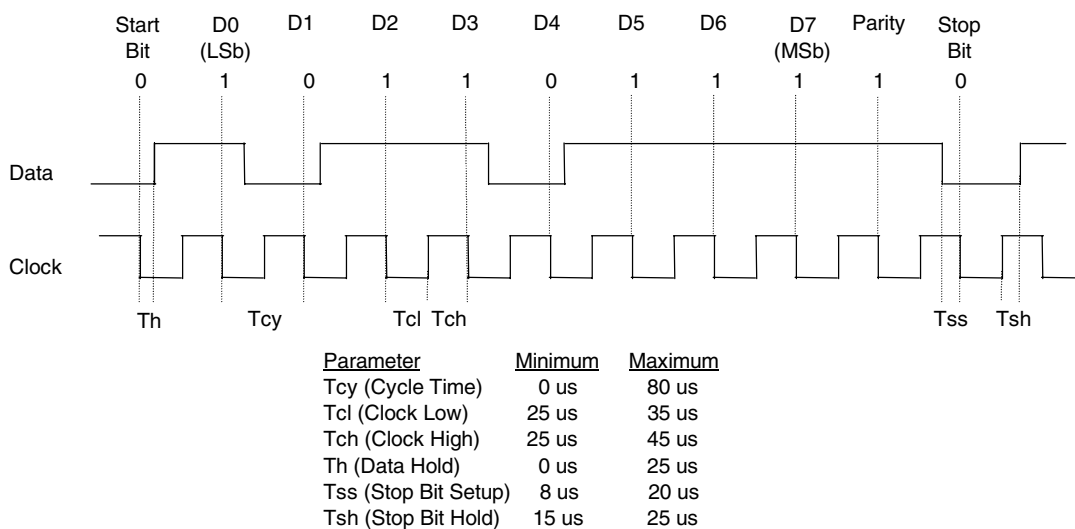 Start D0 D1 D2 D3 D4 D5 D6 D7 Parity Stop
Bit (LSb) (MSb) Bit
0 1 0 1 1 0 1 1 1 1 0
Data
Clock
Th Tcy Tcl Tch Tss Tsh
Parameter Minimum Maximum
Tcy (Cycle Time) 0 us 80 us
Tcl (Clock Low) 25 us 35 us
Tch (Clock High) 25 us 45 us
Th (Data Hold) 0 us 25 us
Tss (Stop Bit Setup) 8 us 20 us
Tsh (Stop Bit Hold) 15 us 25 us